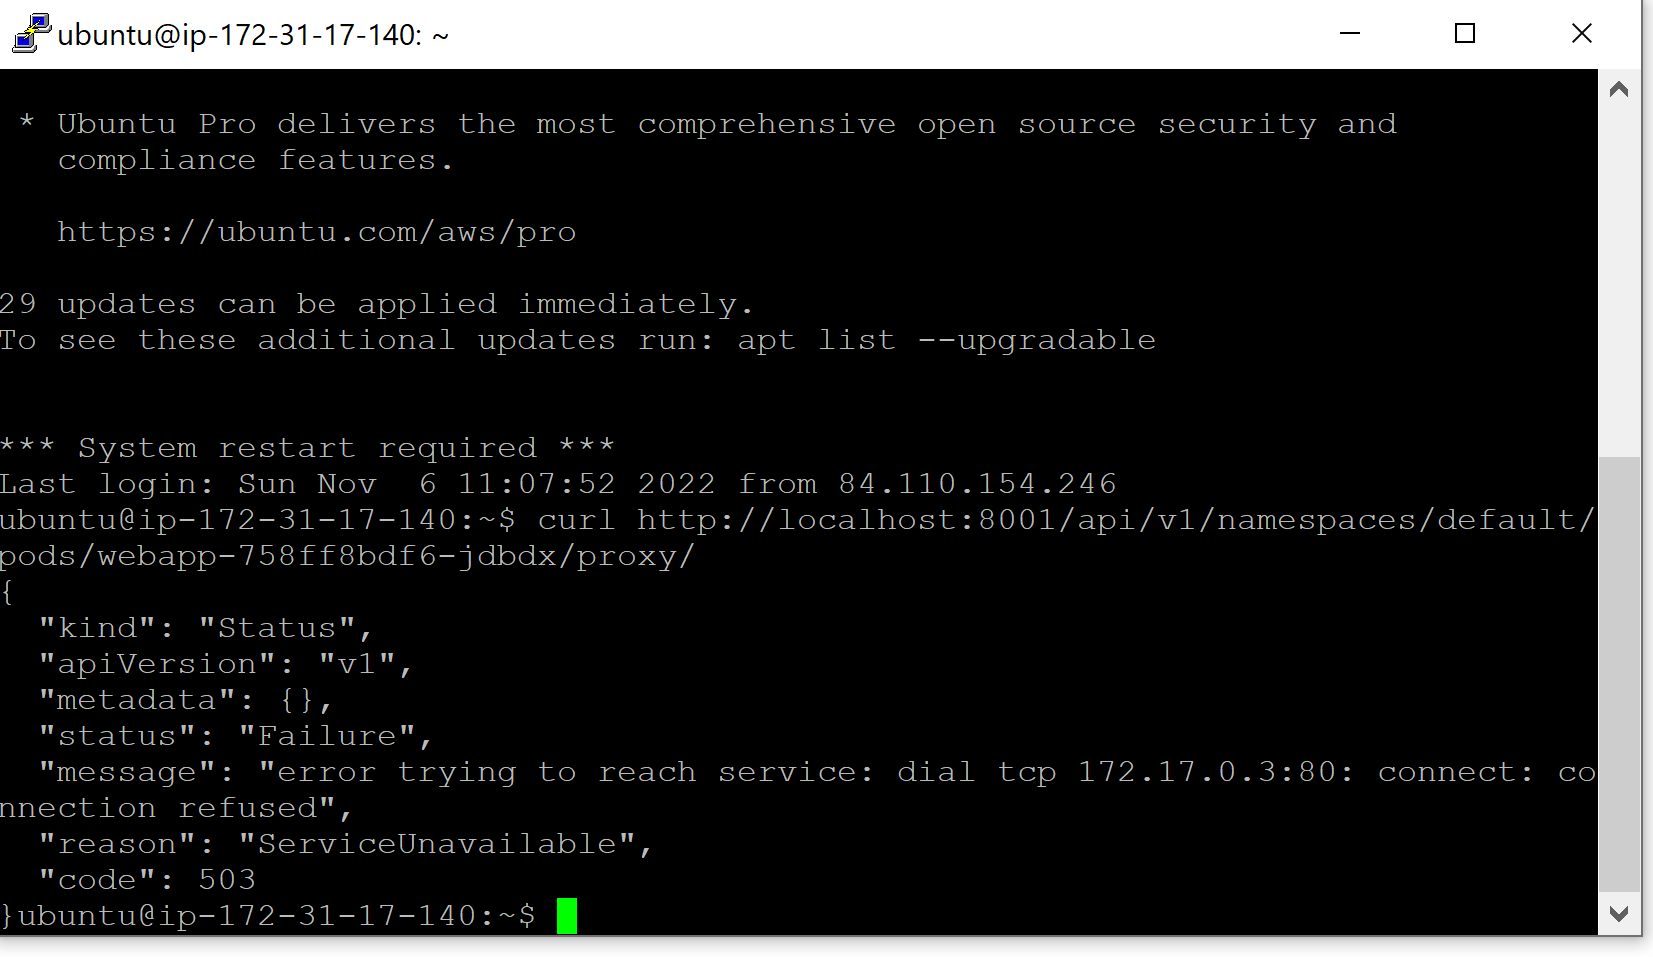 ubuntu@ip-172-31-17-140: ~
* Ubuntu Pro delivers the most comprehensive open source security and
compliance features.
https://ubuntu.com/aws/pro
29 updates can be applied immediately.
To see these additional updates run: apt list --upgradable
*** System restart required ***
Last login: Sun Nov  6 11:07:52 2022 from 84.110.154.246
ubuntu@ip-172-31-17-140:~$ curl http://localhost:8001/api/v1/namespaces/default/
pods/webapp-758ff8bdf6-jdbdx/proxy/
{
  "kind": "Status",
  "apiVersion": "v1",
  "metadata": {},
  "status": "Failure",
  "message": "error trying to reach service: dial tcp 172.17.0.3:80: connect: co
nnection refused",
  "reason": "ServiceUnavailable",
  "code": 503
}ubuntu@ip-172-31-17-140:~$